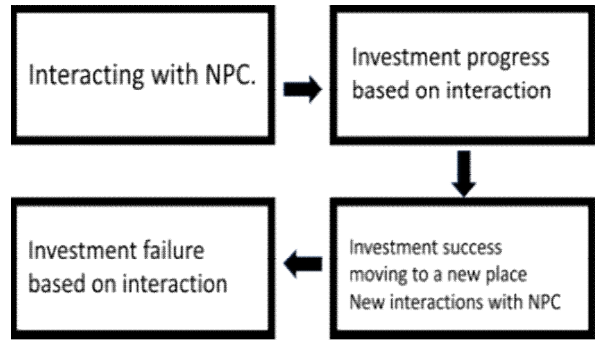 Interacting with NPC.
Investment progress
based on interaction
Investment success
moving to a new place
New interactions with NPC
Investment failure
based on interaction